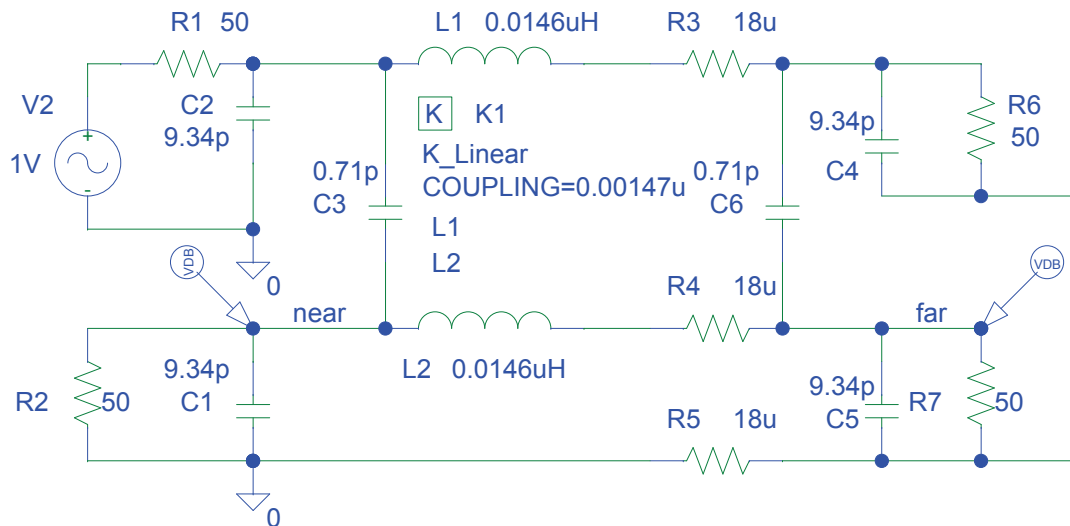 R1 50
L1 0.0146uH
R3 18u
V2
1V
C2
9.34p
K K1
K_Linear
COUPLING=0.00147u
L1
L2
0.71p
C3
0.71p
C6
9.34p
C4
R6
50
0
VDB
near
R4 18u
far
VDB
L2 0.0146uH
R2 50
9.34p
C1
R5 18u
9.34p
C5
R7 50
0